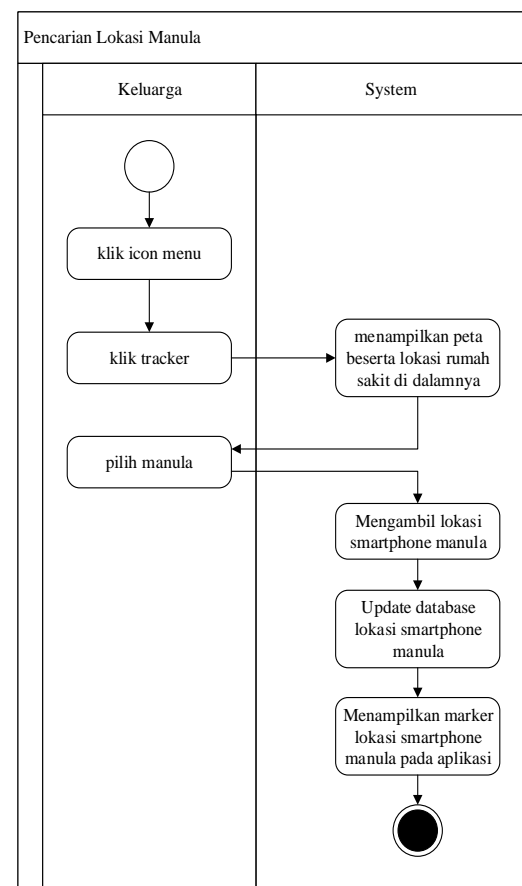 Pencarian Lokasi Manula
Keluarga
System
klik icon menu
klik tracker
menampilkan peta
beserta lokasi rumah
sakit di dalamnya
pilih manula
Mengambil lokasi
smartphone manula
Update database
lokasi smartphone
manula
Menampilkan marker
lokasi smartphone
manula pada aplikasi